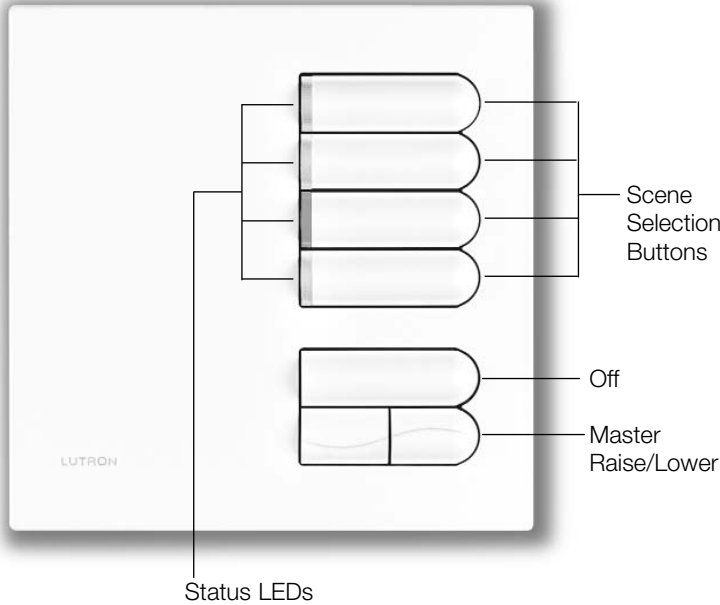 Scene
Selection
Buttons
Off
Master
Raise/Lower
LUTRON
Status LEDs